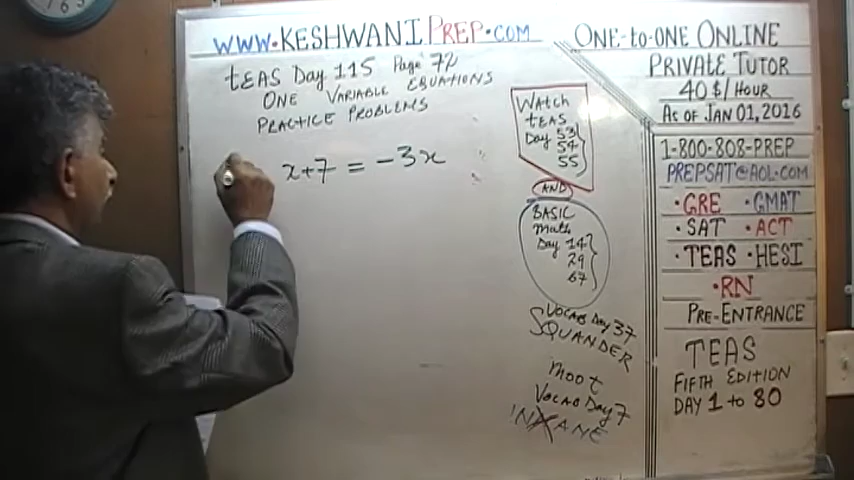 WWW.KESHWANIPREP.COM
TEAS Day 115 Page 72
ONE VARIABLE EQUATIONS
PRACTICE PROBLEMS
x+7 = -3x
WATCH
TEAS
Day 53
54
55
AND
BASIC
Math
Day 14
29
67
VOCAB Day 37
SQUANDER
moot
VOCAB Day 7
INANE
ONE-to-ONE ONLINE
PRIVATE TUTOR
40$/HOUR
AS OF JAN 01, 2016
1-800-808-PREP
PREPSAT@AOL.COM
•GRE •GMAT
•SAT •ACT
•TEAS •HESI
•RN
PRE-ENTRANCE
TEAS
FIFTH EDITION
DAY 1 to 80